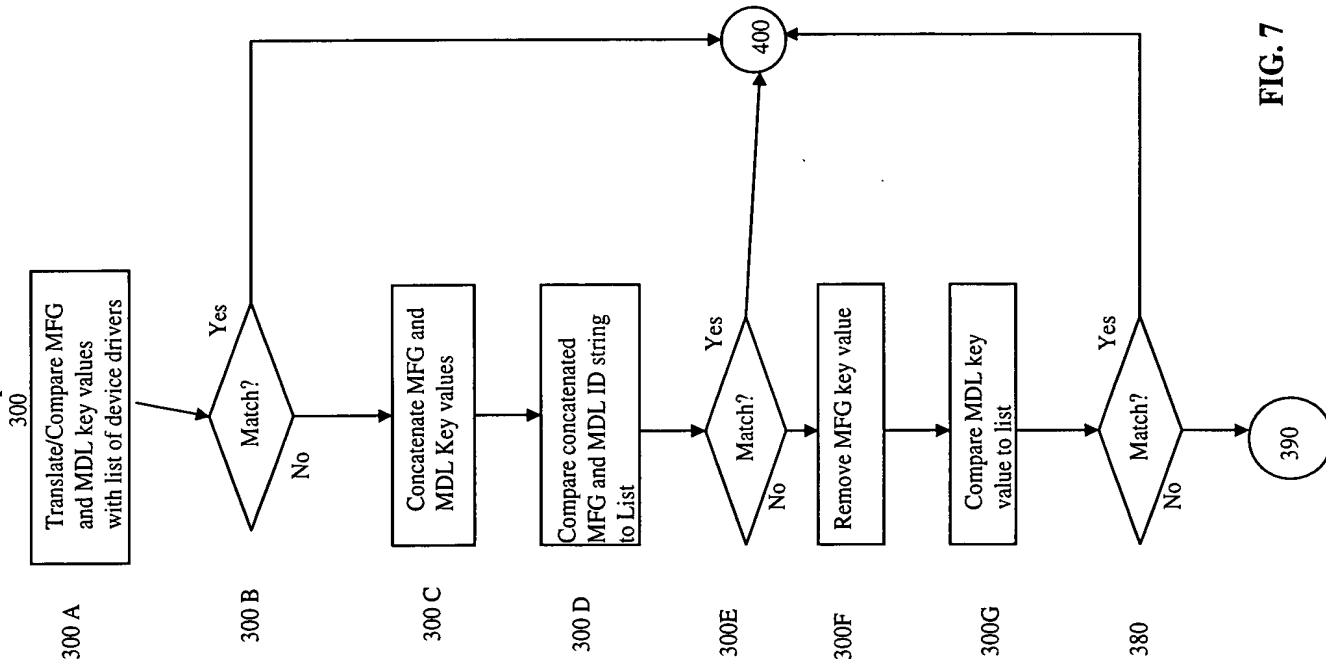 300
300 A
Translate/Compare MFG
and MDL key values
with list of device drivers
300 B
Match?
Yes
No
300 C
Concatenate MFG and
MDL Key values
300 D
Compare concatenated
MFG and MDL ID string
to List
300E
Match?
Yes
No
300F
Remove MFG key value
300G
Compare MDL key
value to list
380
Match?
Yes
No
400
390
FIG. 7